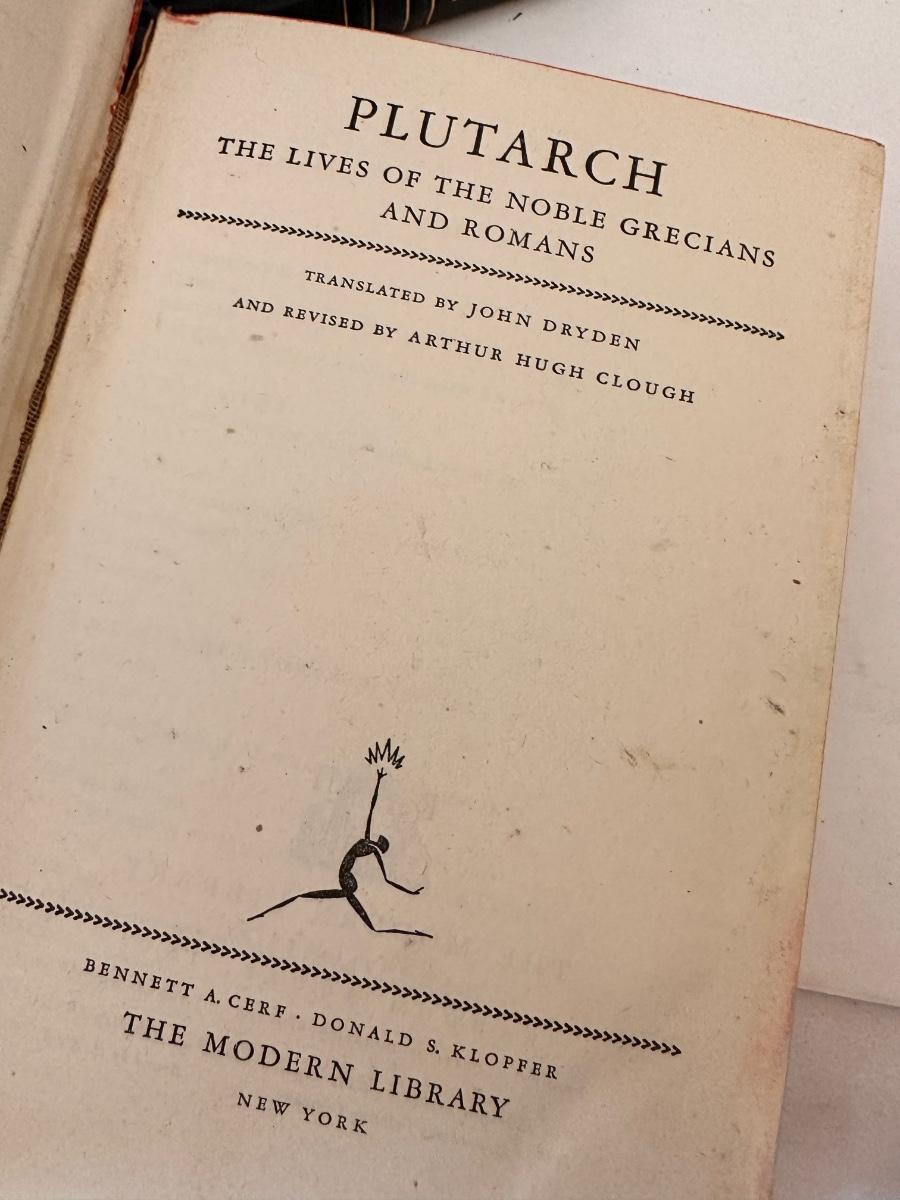 PLUTARCH
THE LIVES OF THE NOBLE GRECIANS
AND ROMANS
TRANSLATED BY JOHN DRYDEN
AND REVISED BY ARTHUR HUGH CLOUGH
BENNETT A. CERF · DONALD S. KLOPFER
THE MODERN LIBRARY
NEW YORK